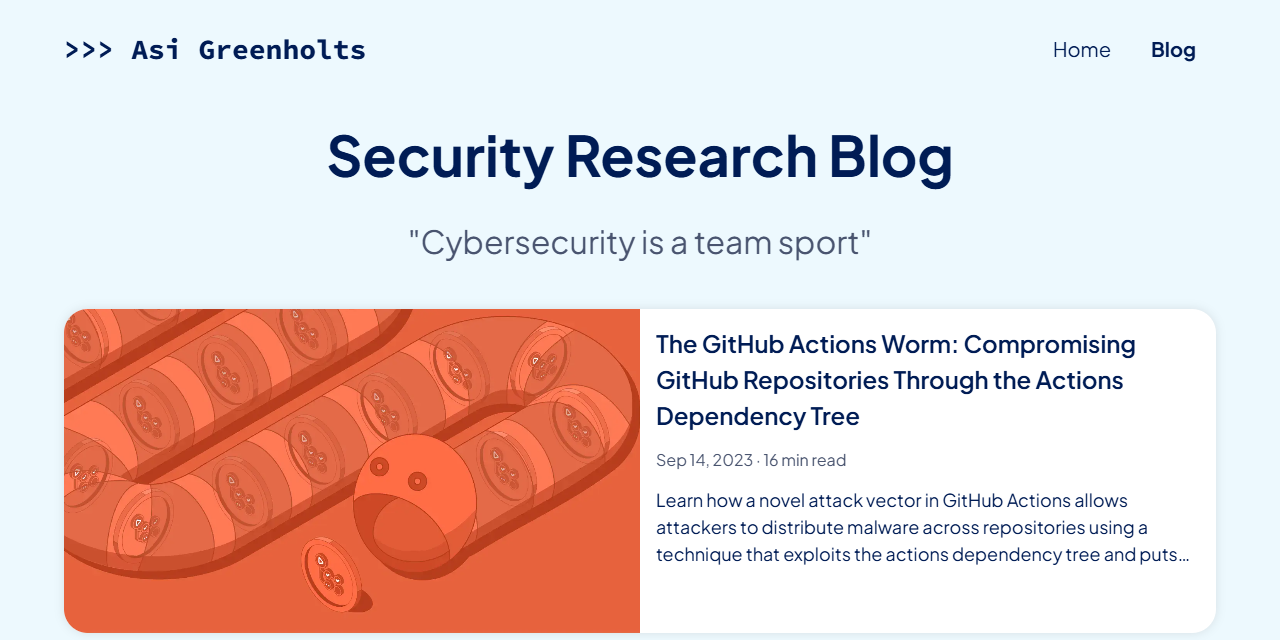 >>> Asi Greenholts
Home
Blog
Security Research Blog
"Cybersecurity is a team sport"
The GitHub Actions Worm: Compromising
GitHub Repositories Through the Actions
Dependency Tree
Sep 14, 2023 · 16 min read
Learn how a novel attack vector in GitHub Actions allows
attackers to distribute malware across repositories using a
technique that exploits the actions dependency tree and puts...